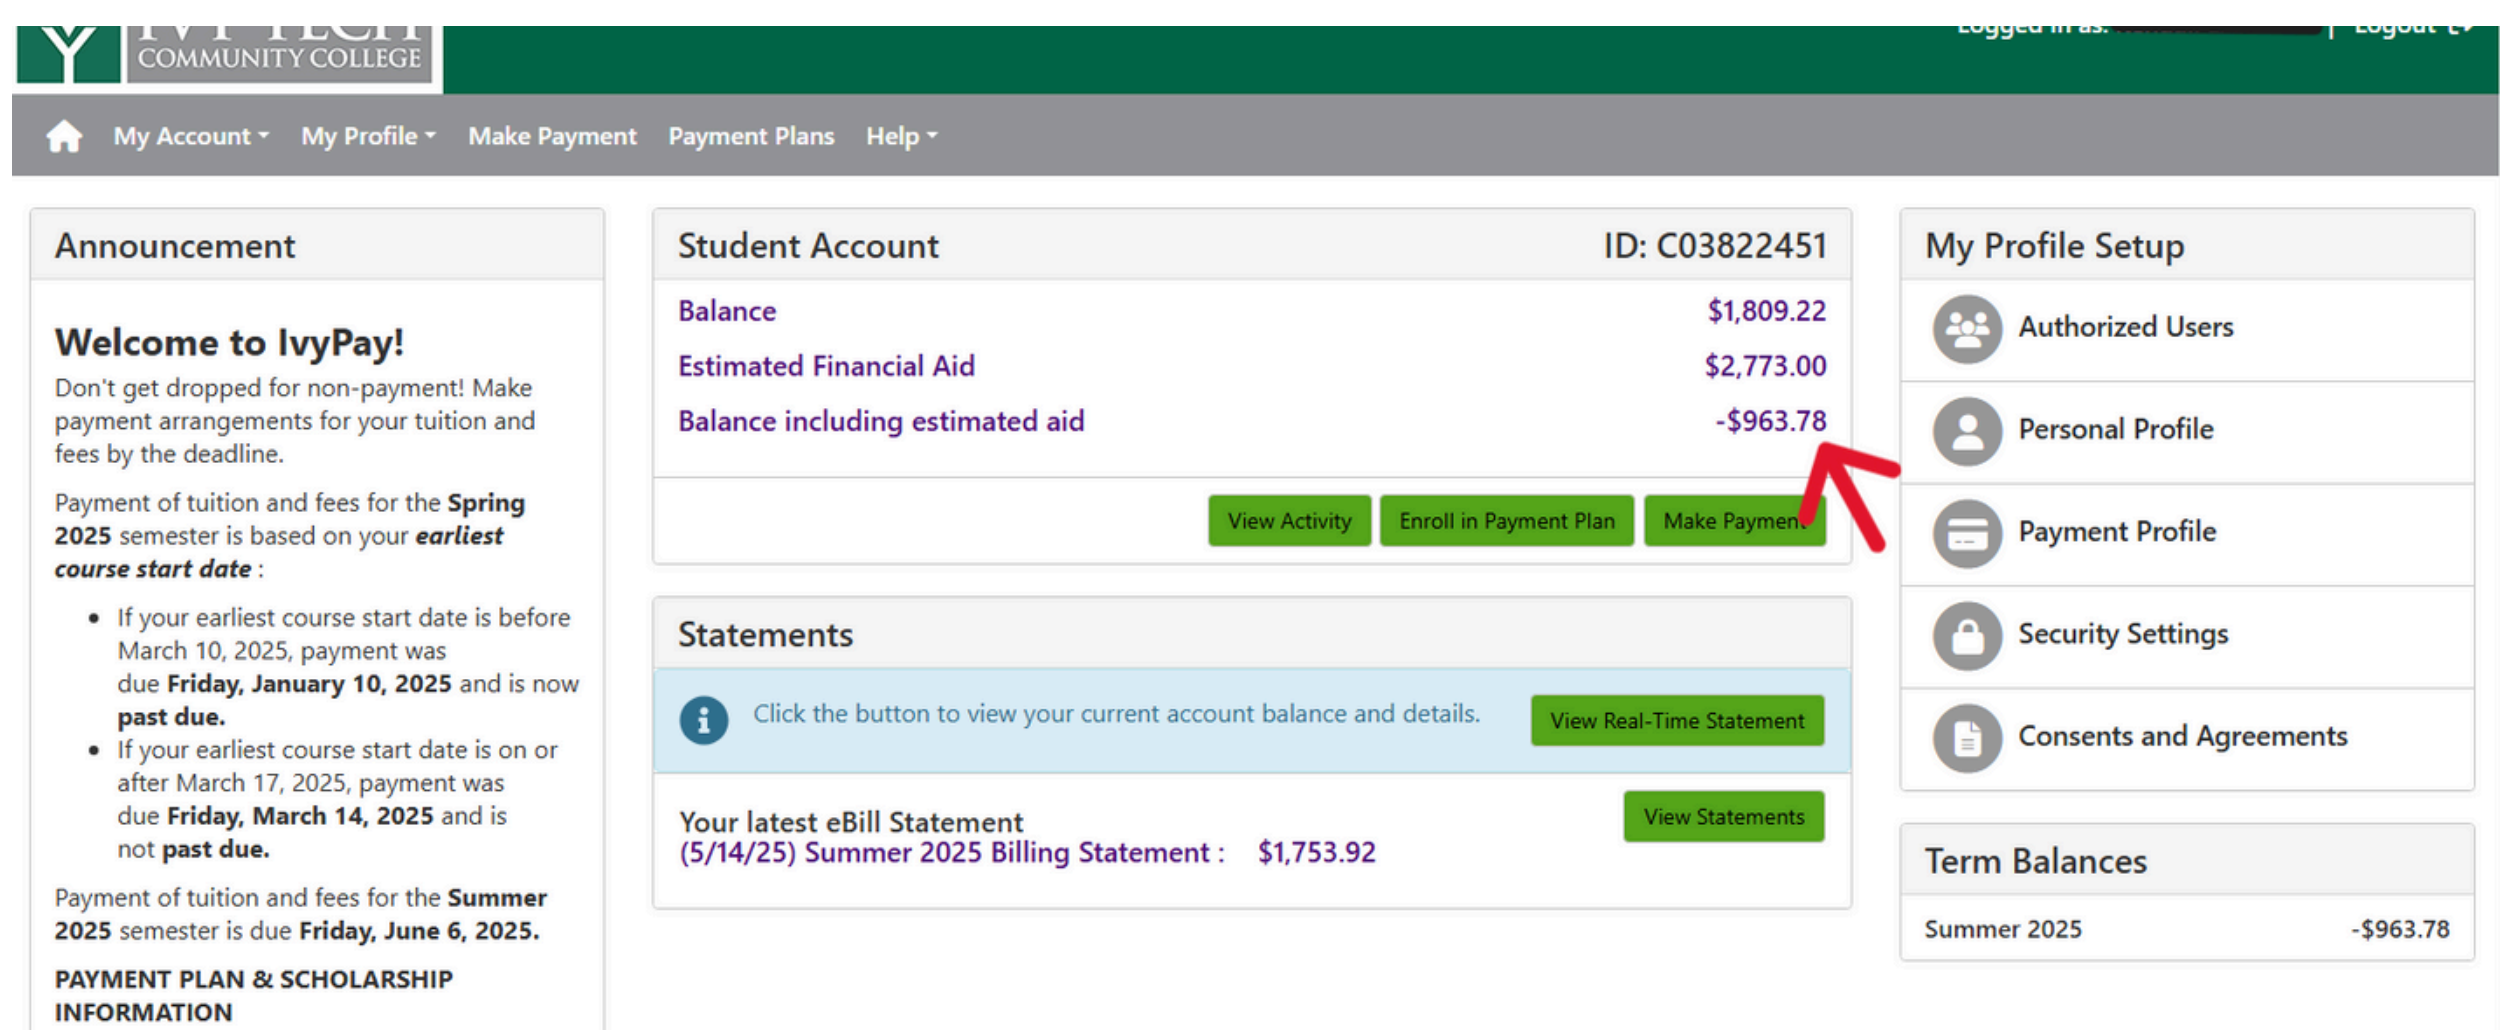 COMMUNITY COLLEGE
Logged in as:
| Logout
My Account
My Profile
Make Payment
Payment Plans
Help
Announcement
Welcome to IvyPay!
Don't get dropped for non-payment! Make
payment arrangements for your tuition and
fees by the deadline.
Payment of tuition and fees for the Spring
2025 semester is based on your earliest
course start date :
• If your earliest course start date is before
March 10, 2025, payment was
due Friday, January 10, 2025 and is now
past due.
• If your earliest course start date is on or
after March 17, 2025, payment was
due Friday, March 14, 2025 and is
not past due.
Payment of tuition and fees for the Summer
2025 semester is due Friday, June 6, 2025.
PAYMENT PLAN & SCHOLARSHIP
INFORMATION
Student Account ID: C03822451
Balance $1,809.22
Estimated Financial Aid $2,773.00
Balance including estimated aid -$963.78
View Activity
Enroll in Payment Plan
Make Payment
Statements
Click the button to view your current account balance and details.
View Real-Time Statement
Your latest eBill Statement
(5/14/25) Summer 2025 Billing Statement : $1,753.92
View Statements
My Profile Setup
Authorized Users
Personal Profile
Payment Profile
Security Settings
Consents and Agreements
Term Balances
Summer 2025 -$963.78